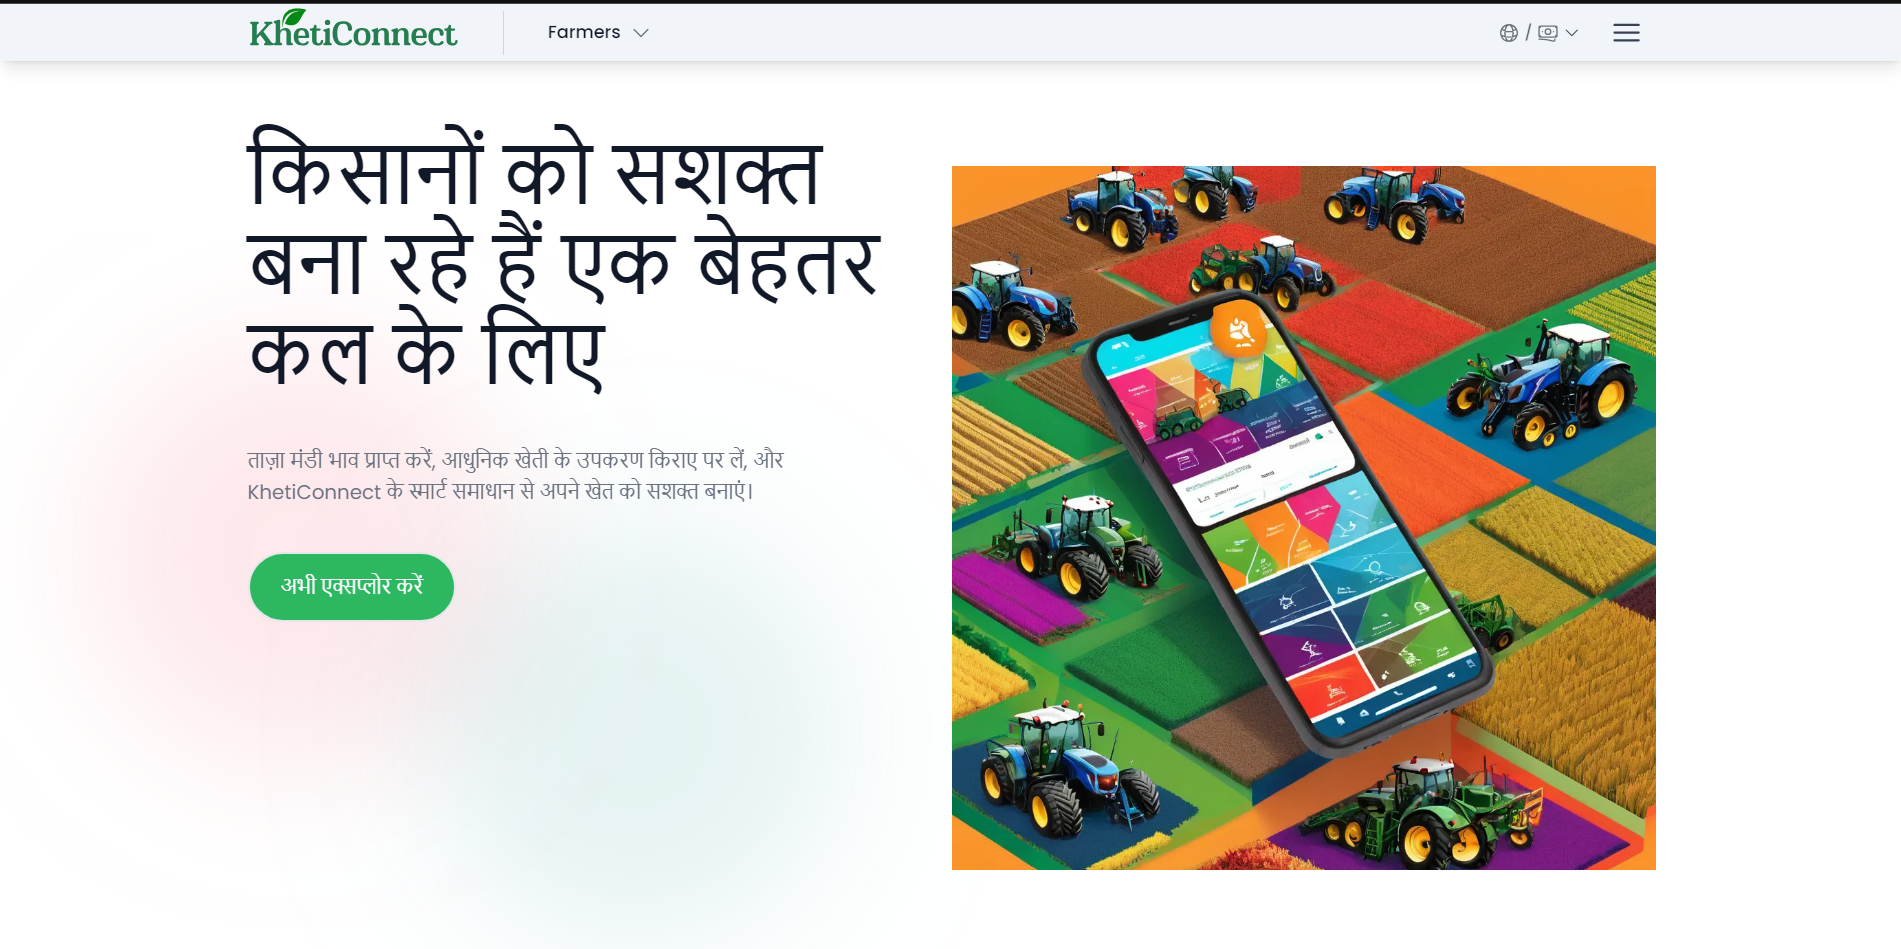 KhetiConnect
Farmers
/
किसानों को सशक्त
बना रहे हैं एक बेहतर
कल के लिए
ताज़ा मंडी भाव प्राप्त करें, आधुनिक खेती के उपकरण किराए पर लें, और
KhetiConnect के स्मार्ट समाधान से अपने खेत को सशक्त बनाएं।
अभी एक्सप्लोर करें